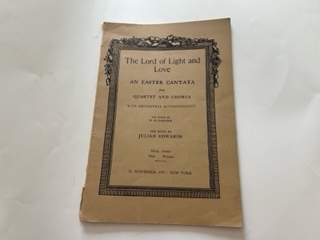 The Lord of Light and
Love
AN EASTER CANTATA
FOR
QUARTET AND CHORUS
WITH ORCHESTRAL ACCOMPANIMENT
THE MUSIC BY
JULIAN EDWARDS
G. SCHIRMER, INC., NEW YORK